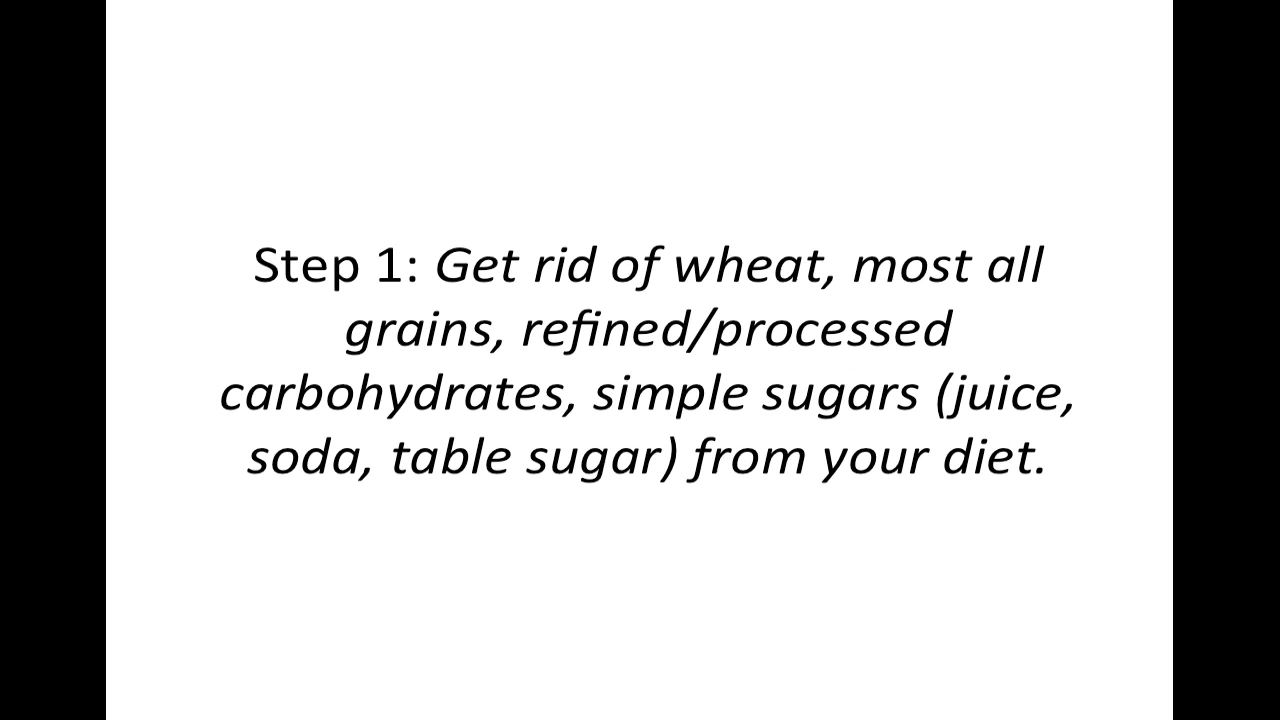 Step 1: Get rid of wheat, most all
grains, refined/processed
carbohydrates, simple sugars (juice,
soda, table sugar) from your diet.